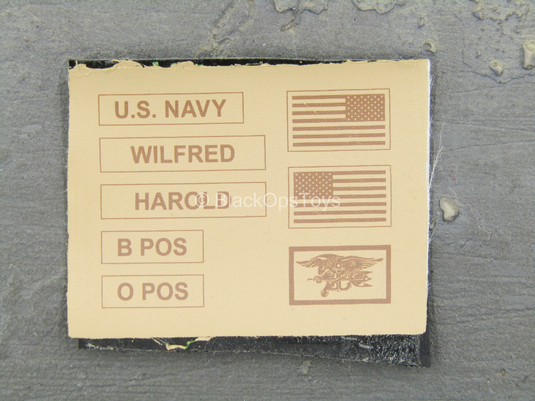 U.S. NAVY
WILFRED
HAROLD
© BlackOpsToys
B POS
O POS